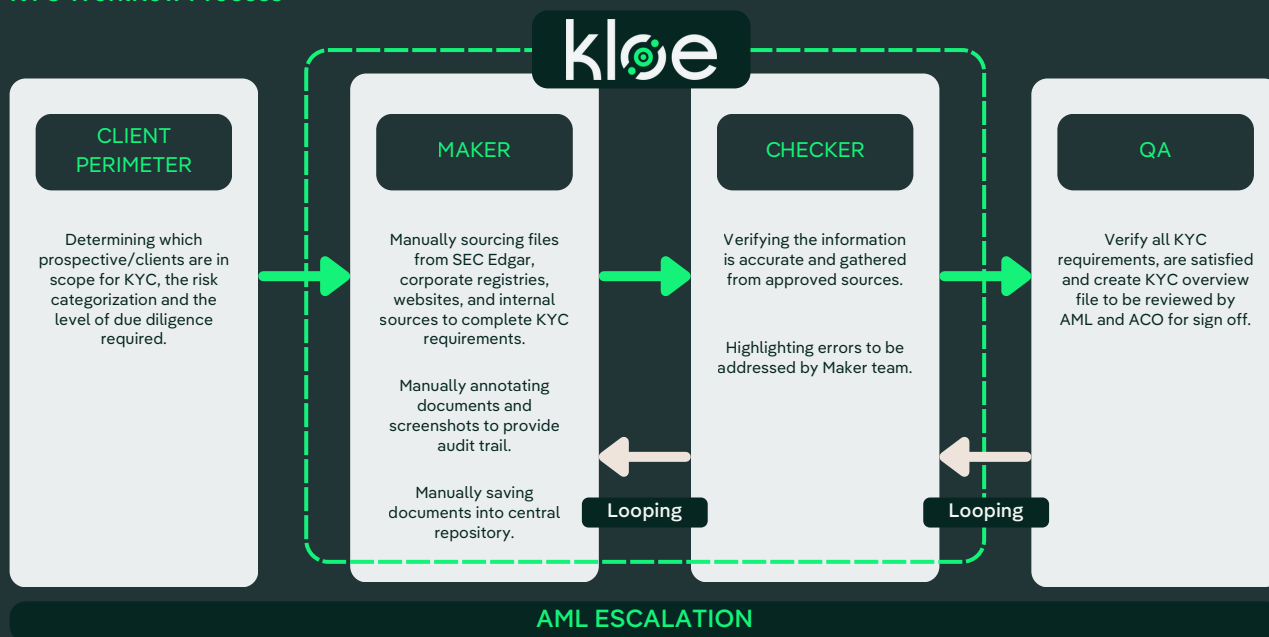 KYC Workflow Process
kloe
CLIENT
PERIMETER
Determining which
prospective/clients are in
scope for KYC, the risk
categorization and the
level of due diligence
required.
MAKER
Manually sourcing files
from SEC Edgar,
corporate registries,
websites, and internal
sources to complete KYC
requirements.
Manually annotating
documents and
screenshots to provide
audit trail.
Manually saving
documents into central
repository.
CHECKER
Verifying the information
is accurate and gathered
from approved sources.
Highlighting errors to be
addressed by Maker team.
QA
Verify all KYC
requirements, are satisfied
and create KYC overview
file to be reviewed by
AML and ACO for sign off.
Looping
Looping
AML ESCALATION